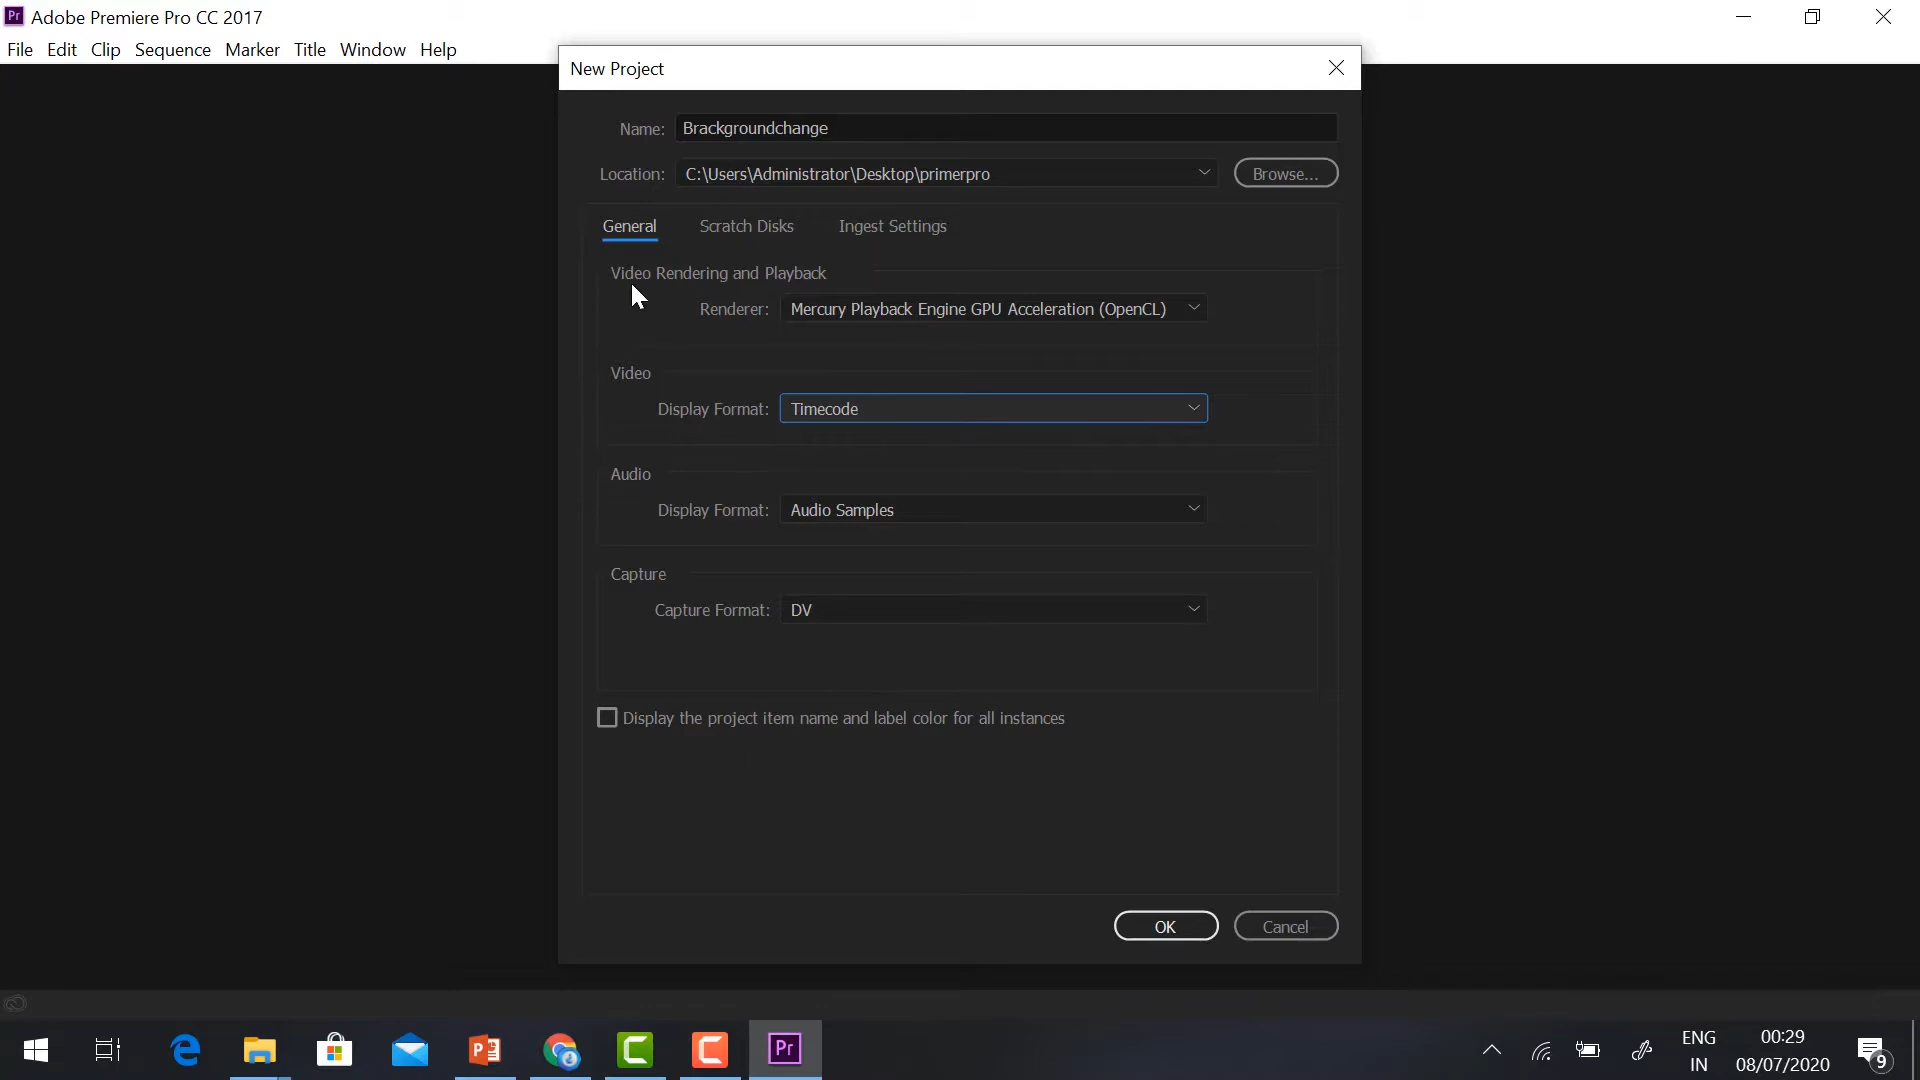 Pr Adobe Premiere Pro CC 2017
File Edit Clip Sequence Marker Title Window Help
New Project
Name: Brackgroundchange
Location: C:\Users\Administrator\Desktop\primerpro Browse...
General Scratch Disks Ingest Settings
Video Rendering and Playback
Renderer: Mercury Playback Engine GPU Acceleration (OpenCL)
Video
Display Format: Timecode
Audio
Display Format: Audio Samples
Capture
Capture Format: DV
Display the project item name and label color for all instances
OK Cancel
Pr
ENG 00:29
IN 08/07/2020 9